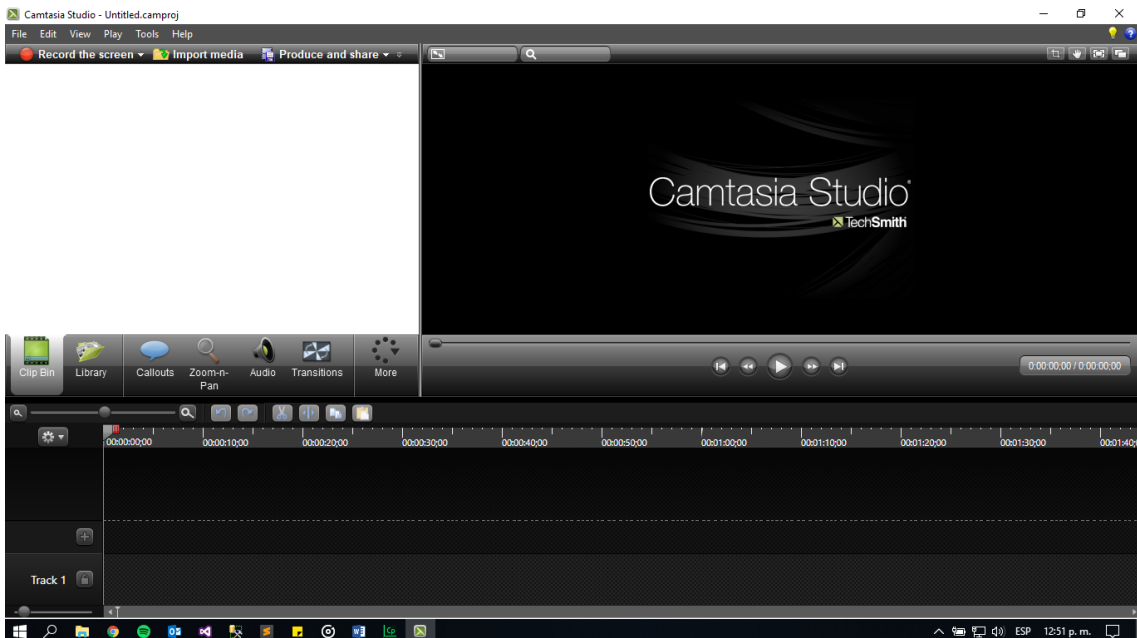 Camtasia Studio - Untitled.camproj
File Edit View Play Tools Help
Record the screen Import media Produce and share
Camtasia Studio®
TechSmith
Clip Bin Library Callouts Zoom-n-Pan Audio Transitions More
0:00:00;00 / 0:00:00;00
00:00:00;00 00:00:10;00 00:00:20;00 00:00:30;00 00:00:40;00 00:00:50;00 00:01:00;00 00:01:10;00 00:01:20;00 00:01:30;00 00:01:40;
Track 1
ESP 12:51 p. m.